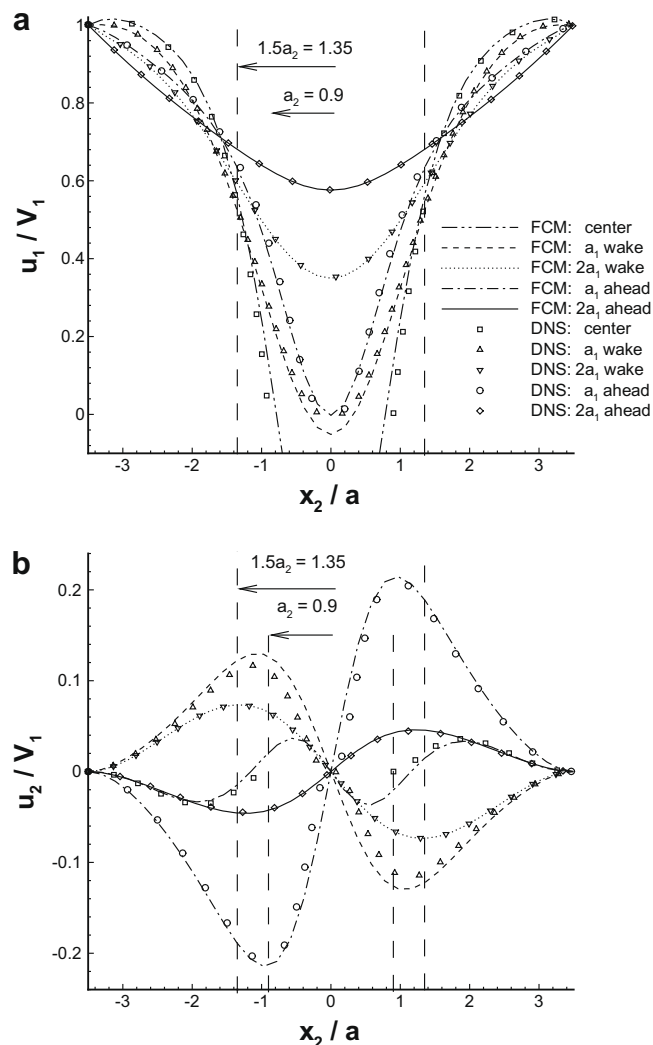 a
1
0.8
0.6
0.4
0.2
0
u₁ / V₁
1.5a₂ = 1.35
a₂ = 0.9
FCM: center
FCM: a₁ wake
FCM: 2a₁ wake
FCM: a₁ ahead
FCM: 2a₁ ahead
DNS: center
DNS: a₁ wake
DNS: 2a₁ wake
DNS: a₁ ahead
DNS: 2a₁ ahead
-3 -2 -1 0 1 2 3
x₂ / a
b
0.2
0.1
0
-0.1
-0.2
u₂ / V₁
1.5a₂ = 1.35
a₂ = 0.9
-3 -2 -1 0 1 2 3
x₂ / a